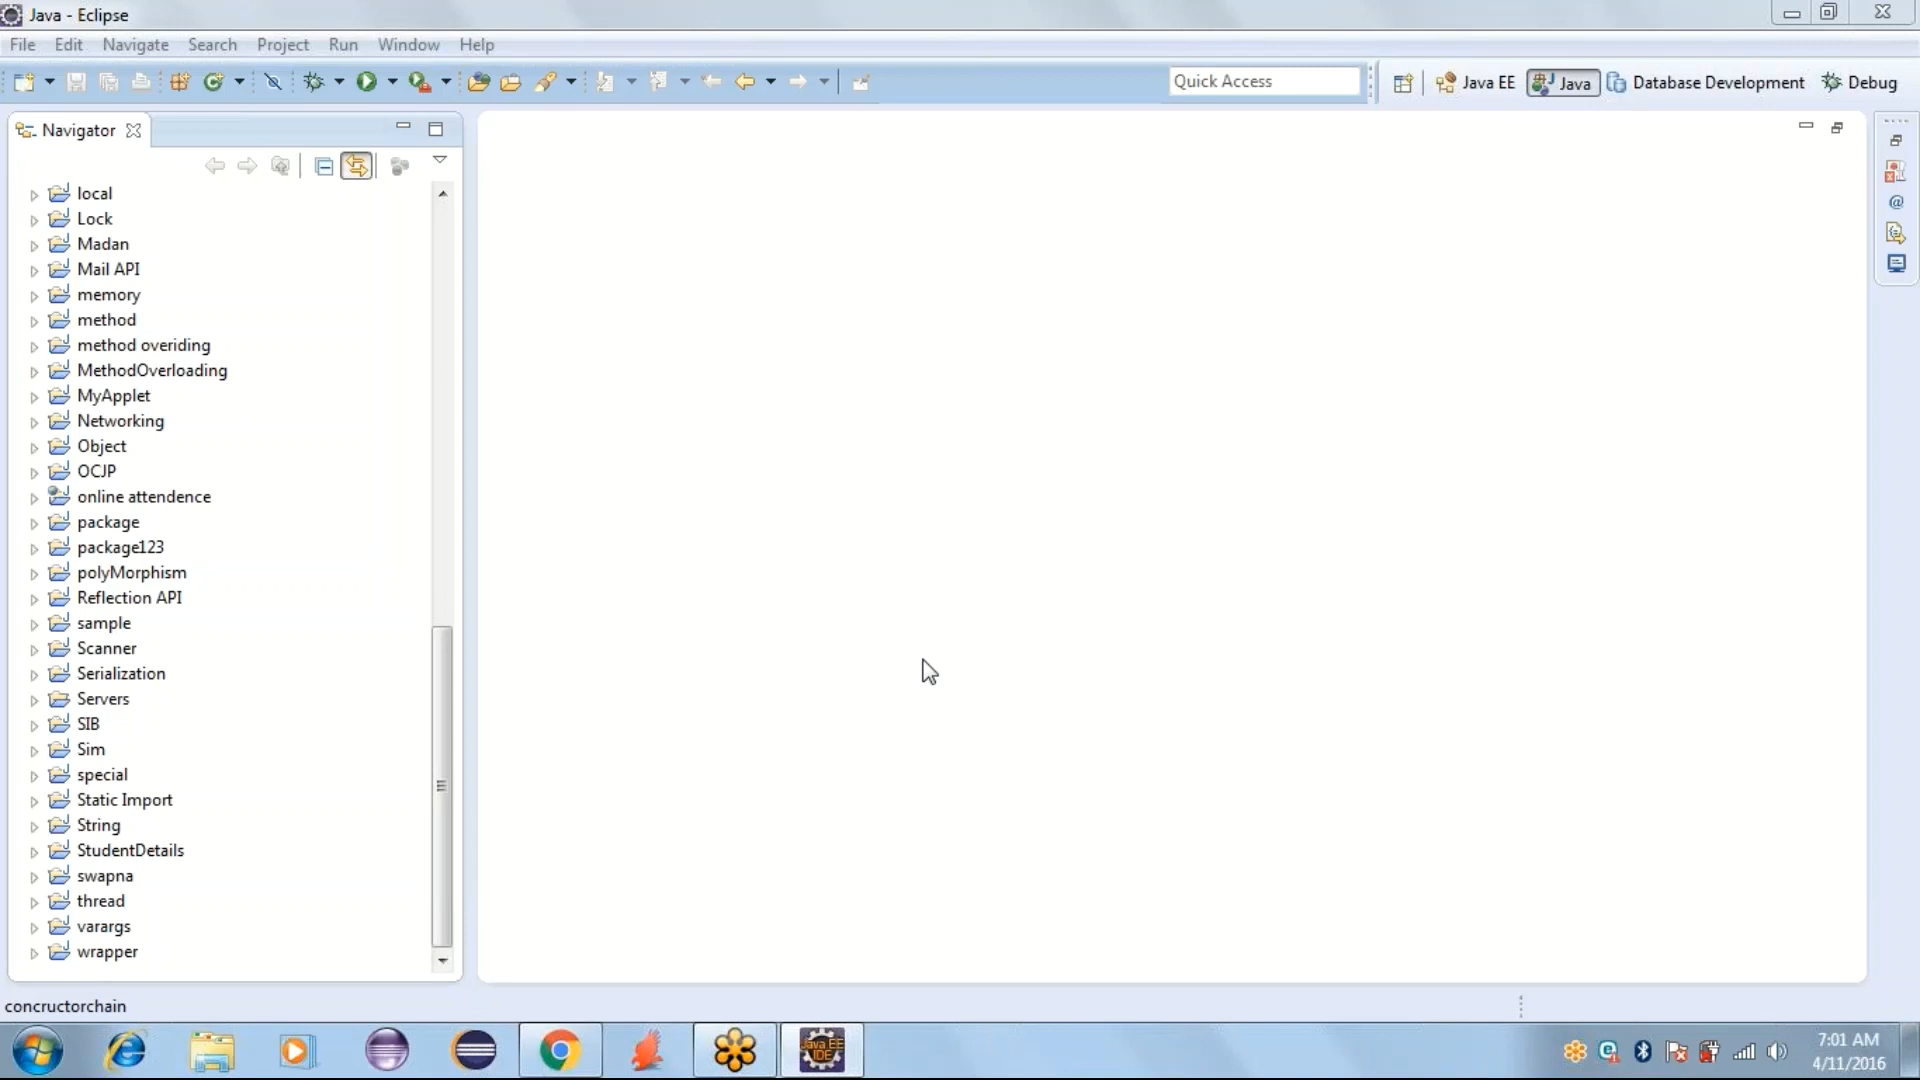 Java - Eclipse
File Edit Navigate Search Project Run Window Help
Quick Access
Java EE
Java
Database Development
Debug
Navigator
local
Lock
Madan
Mail API
memory
method
method overiding
MethodOverloading
MyApplet
Networking
Object
OCJP
online attendence
package
package123
polyMorphism
Reflection API
sample
Scanner
Serialization
Servers
SIB
Sim
special
Static Import
String
StudentDetails
swapna
thread
varargs
wrapper
concructorchain
Java EE
IDE
7:01 AM
4/11/2016